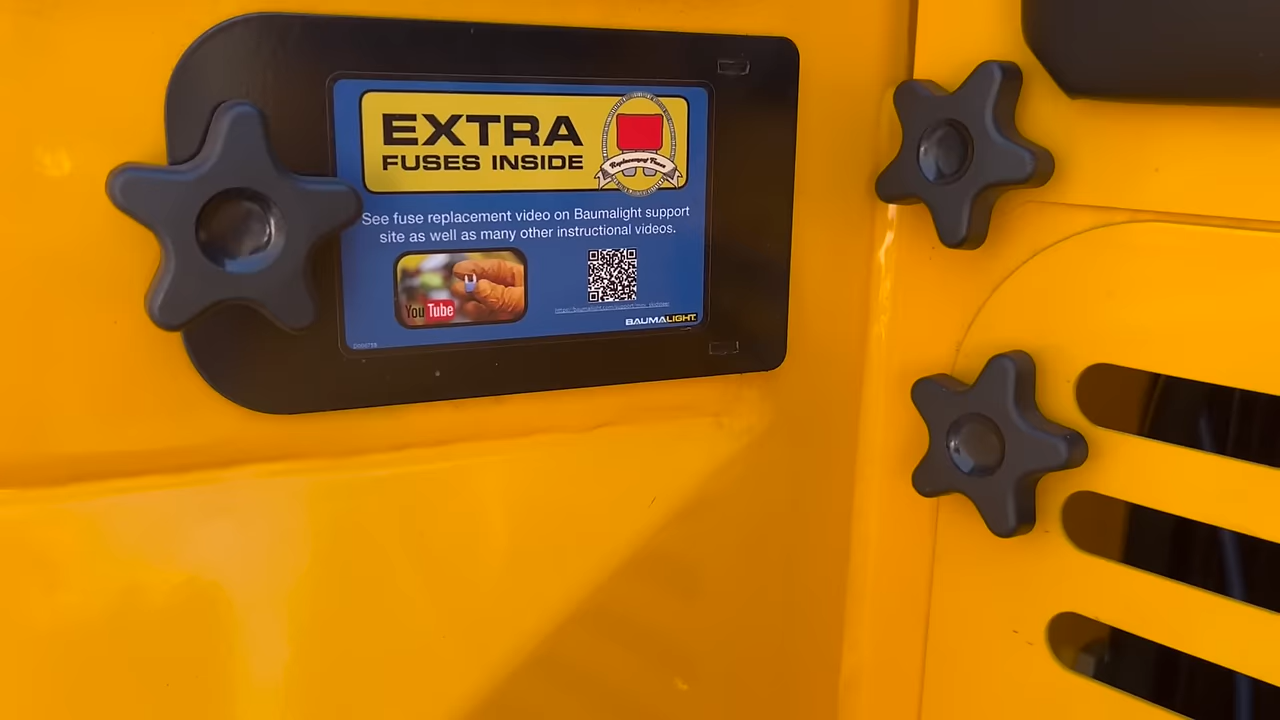 EXTRA
FUSES INSIDE
Replacement Fuses
See fuse replacement video on Baumalight support
site as well as many other instructional videos.
YouTube
BAUMALIGHT